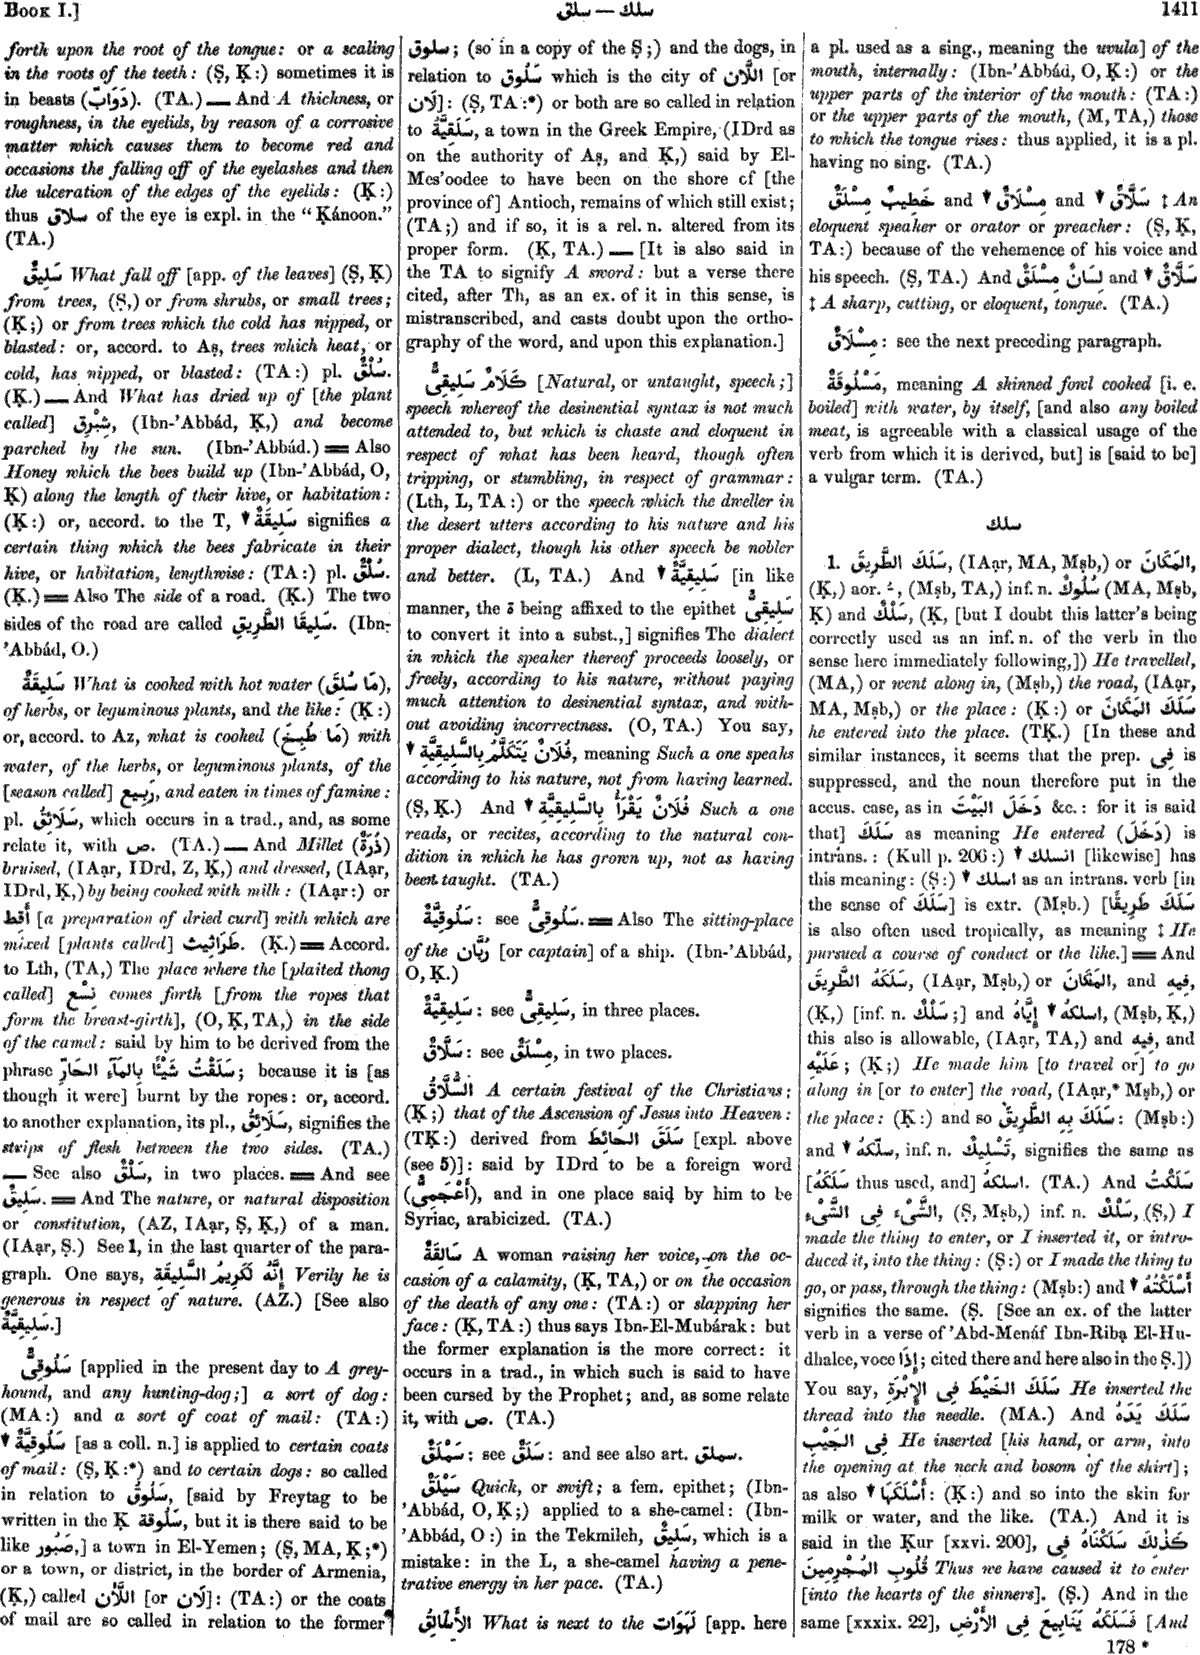 Book I.]
سلك — سلق
1411
forth upon the root of the tongue: or a scaling
in the roots of the teeth: (Ṣ, Ḳ:) sometimes it is
in beasts (دَوَابّ). (TA.) — And A thickness, or
roughness, in the eyelids, by reason of a corrosive
matter which causes them to become red and
occasions the falling off of the eyelashes and then
the ulceration of the edges of the eyelids: (Ḳ:)
thus سلاق of the eye is expl. in the “Ḳánoon.”
(TA.)
سَلِيقٌ What fall off [app. of the leaves] (Ṣ, Ḳ)
from trees, (Ṣ,) or from shrubs, or small trees;
(Ḳ;) or from trees which the cold has nipped, or
blasted: or, accord. to Aṣ, trees which heat, or
cold, has nipped, or blasted: (TA:) pl. سُلْقٌ.
(Ḳ.) — And What has dried up of [the plant
called] شِبْرِق, (Ibn-’Abbád, Ḳ,) and become
parched by the sun. (Ibn-’Abbád.) = Also
Honey which the bees build up (Ibn-’Abbád, O,
Ḳ) along the length of their hive, or habitation:
(Ḳ:) or, accord. to the T, ▼ سَلِيقَةٌ signifies a
certain thing which the bees fabricate in their
hive, or habitation, lengthwise: (TA:) pl. سُلْقٌ.
(Ḳ.) = Also The side of a road. (Ḳ.) The two
sides of the road are called سَلِيقَا الطَّرِيقِ. (Ibn-
’Abbád, O.)
سَلِيقَةٌ What is cooked with hot water (مَا سُلِقَ),
of herbs, or leguminous plants, and the like: (Ḳ:)
or, accord. to Az, what is cooked (مَا طُبِخَ) with
water, of the herbs, or leguminous plants, of the
[season called] رَبِيع, and eaten in times of famine:
pl. سَلَائِقُ, which occurs in a trad., and, as some
relate it, with ص. (TA.) — And Millet (ذُرَةٌ)
bruised, (IAạr, IDrd, Z, Ḳ,) and dressed, (IAạr,
IDrd, Ḳ,) by being cooked with milk: (IAạr:) or
أَقِط [a preparation of dried curd] with which are
mixed [plants called] طَرَاثِيث. (Ḳ.) = Accord.
to Lth, (TA,) The place where the [plaited thong
called] نِسْع comes forth [from the ropes that
form the breast-girth], (O, Ḳ, TA,) in the side
of the camel: said by him to be derived from the
phrase سَلَقْتُ شَيْئًا بِالمَآءِ الحَارِّ; because it is [as
though it were] burnt by the ropes: or, accord.
to another explanation, its pl., سَلَائِقُ, signifies the
strips of flesh between the two sides. (TA.)
— See also سَلْقٌ, in two places. = And see
سَلِيقٌ. = And The nature, or natural disposition
or constitution, (AZ, IAạr, Ṣ, Ḳ,) of a man.
(IAạr, Ṣ.) See 1, in the last quarter of the para-
graph. One says, إِنَّهُ لَكَرِيمُ السَّلِيقَةِ Verily he is
generous in respect of nature. (AZ.) [See also
سَلِيقِيَّةٌ.]
سَلُوقِىٌّ [applied in the present day to A grey-
hound, and any hunting-dog;] a sort of dog:
(MA:) and a sort of coat of mail: (TA:)
▼ سَلُوقِيَّةٌ [as a coll. n.] is applied to certain coats
of mail: (Ṣ, Ḳ:*) and to certain dogs: so called
in relation to سَلُوقُ, [said by Freytag to be
written in the Ḳ سَلُوقة, but it is there said to be
like صَبُور,] a town in El-Yemen; (Ṣ, MA, Ḳ;*)
or a town, or district, in the border of Armenia,
(Ḳ,) called اللَّان [or لَان]: (TA:) or the coats
of mail are so called in relation to the former
سلوق; (so in a copy of the Ṣ;) and the dogs, in
relation to سَلُوق which is the city of اللَّان [or
لَان]: (Ṣ, TA:*) or both are so called in relation
to سَلَقْيَةُ, a town in the Greek Empire, (IDrd as
on the authority of Aṣ, and Ḳ,) said by El-
Mes’oodee to have been on the shore of [the
province of] Antioch, remains of which still exist;
(TA;) and if so, it is a rel. n. altered from its
proper form. (Ḳ, TA.) — [It is also said in
the TA to signify A sword: but a verse there
cited, after Th, as an ex. of it in this sense, is
mistranscribed, and casts doubt upon the ortho-
graphy of the word, and upon this explanation.]
كَلَامٌ سَلِيقِىٌّ [Natural, or untaught, speech;]
speech whereof the desinential syntax is not much
attended to, but which is chaste and eloquent in
respect of what has been heard, though often
tripping, or stumbling, in respect of grammar:
(Lth, L, TA:) or the speech which the dweller in
the desert utters according to his nature and his
proper dialect, though his other speech be nobler
and better. (L, TA.) And ▼ سَلِيقِيَّةٌ [in like
manner, the ة being affixed to the epithet سَلِيقِىٌّ
to convert it into a subst.,] signifies The dialect
in which the speaker thereof proceeds loosely, or
freely, according to his nature, without paying
much attention to desinential syntax, and with-
out avoiding incorrectness. (O, TA.) You say,
▼ فُلَانٌ يَتَكَلَّمُ بِالسَّلِيقِيَّةِ, meaning Such a one speaks
according to his nature, not from having learned.
(Ṣ, Ḳ.) And ▼ فُلَانٌ يَقْرَأُ بِالسَّلِيقِيَّةِ Such a one
reads, or recites, according to the natural con-
dition in which he has grown up, not as having
been taught. (TA.)
سَلُوقِيَّةٌ: see سَلُوقِىٌّ. = Also The sitting-place
of the رُبَّان [or captain] of a ship. (Ibn-’Abbád,
O, Ḳ.)
سَلِيقِيَّةٌ: see سَلِيقِىٌّ, in three places.
سَلَّاقٌ: see مِسْلَقٌ, in two places.
السُّلَّاقُ A certain festival of the Christians;
(Ḳ;) that of the Ascension of Jesus into Heaven:
(TḲ:) derived from سَلَقَ الحَائِطَ [expl. above
(see 5)]: said by IDrd to be a foreign word
(أَعْجَمِىّ), and in one place said by him to be
Syriac, arabicized. (TA.)
سَالِقَةٌ A woman raising her voice, on the oc-
casion of a calamity, (Ḳ, TA,) or on the occasion
of the death of any one: (TA:) or slapping her
face: (Ḳ, TA:) thus says Ibn-El-Mubárak: but
the former explanation is the more correct: it
occurs in a trad., in which such is said to have
been cursed by the Prophet; and, as some relate
it, with ص. (TA.)
سَمْلَقٌ: see سَلَقٌ: and see also art. سملق.
سَيْلَقٌ Quick, or swift; a fem. epithet; (Ibn-
’Abbád, O, Ḳ;) applied to a she-camel: (Ibn-
’Abbád, O:) in the Tekmileh, سَلِيقٌ, which is a
mistake: in the L, a she-camel having a pene-
trative energy in her pace. (TA.)
الأَسَالِقُ What is next to the لَهَوَات [app. here
a pl. used as a sing., meaning the uvula] of the
mouth, internally: (Ibn-’Abbád, O, Ḳ:) or the
upper parts of the interior of the mouth: (TA:)
or the upper parts of the mouth, (M, TA,) those
to which the tongue rises: thus applied, it is a pl.
having no sing. (TA.)
خَطِيبٌ مِسْلَقٌ and ▼ مِسْلَاقٌ and ▼ سَلَّاقٌ ‡ An
eloquent speaker or orator or preacher: (Ṣ, Ḳ,
TA:) because of the vehemence of his voice and
his speech. (Ṣ, TA.) And لِسَانٌ مِسْلَقٌ and ▼ سَلَّاقٌ
‡ A sharp, cutting, or eloquent, tongue. (TA.)
مِسْلَاقٌ: see the next preceding paragraph.
مَسْلُوقَةٌ, meaning A skinned fowl cooked [i. e.
boiled] with water, by itself, [and also any boiled
meat, is agreeable with a classical usage of the
verb from which it is derived, but] is [said to be]
a vulgar term. (TA.)
سلك
1. سَلَكَ الطَّرِيقَ, (IAạr, MA, Mṣb,) or المَكَانَ,
(Ḳ,) aor. ـُ, (Mṣb, TA,) inf. n. سُلُوكٌ (MA, Mṣb,
Ḳ) and سَلْكٌ, (Ḳ, [but I doubt this latter’s being
correctly used as an inf. n. of the verb in the
sense here immediately following,]) He travelled,
(MA,) or went along in, (Mṣb,) the road, (IAạr,
MA, Mṣb,) or the place: (Ḳ:) or سَلَكَ المَكَانَ
he entered into the place. (TḲ.) [In these and
similar instances, it seems that the prep. فِى is
suppressed, and the noun therefore put in the
accus. case, as in دَخَلَ البَيْتَ &c.: for it is said
that] سَلَكَ as meaning He entered (دَخَلَ) is
intrans.: (Kull p. 206:) ▼ انسلك [likewise] has
this meaning: (Ṣ:) ▼ اسلك as an intrans. verb [in
the sense of سَلَكَ] is extr. (Mṣb.) [سَلَكَ طَرِيقًا
is also often used tropically, as meaning ‡ He
pursued a course of conduct or the like.] = And
سَلَكَهُ الطَّرِيقَ, (IAạr, Mṣb,) or المَكَانَ, and فِيهِ,
(Ḳ,) [inf. n. سَلْكٌ;] and ▼ اسلكهُ إِيَّاهُ, (Mṣb, Ḳ,)
this also is allowable, (IAạr, TA,) and فِيهِ, and
عَلَيْهِ; (Ḳ;) He made him [to travel or] to go
along in [or to enter] the road, (IAạr,* Mṣb,) or
the place: (Ḳ:) and so سَلَكَ بِهِ الطَّرِيقَ: (Mṣb:)
and ▼ سلّكهُ, inf. n. تَسْلِيكٌ, signifies the same as
[سَلَكَهُ thus used, and] اسلكهُ. (TA.) And سَلَكْتُ
الشَّىْءَ فِى الشَّىْءِ, (Ṣ, Mṣb,) inf. n. سَلْكٌ, (Ṣ,) I
made the thing to enter, or I inserted it, or intro-
duced it, into the thing: (Ṣ:) or I made the thing to
go, or pass, through the thing: (Mṣb:) and ▼ أَسْلَكْتُهُ
signifies the same. (Ṣ. [See an ex. of the latter
verb in a verse of ’Abd-Menáf Ibn-Ribạ El-Hu-
dhalee, voce إِذَا; cited there and here also in the Ṣ.])
You say, سَلَكَ الخَيْطَ فِى الإِبْرَةِ He inserted the
thread into the needle. (MA.) And سَلَكَ يَدَهُ
فِى الجَيْبِ He inserted [his hand, or arm, into
the opening at the neck and bosom of the shirt];
as also ▼ أَسْلَكَهَا: (Ḳ:) and so into the skin for
milk or water, and the like. (TA.) And it is
said in the Ḳur [xxvi. 200], كَذٰلِكَ سَلَكْنَاهُ فِى
قُلُوبِ المُجْرِمِينَ Thus we have caused it to enter
[into the hearts of the sinners]. (Ṣ.) And in the
same [xxxix. 22], فَسَلَكَهُ يَنَابِيعَ فِى الأَرْضِ [And
178 *